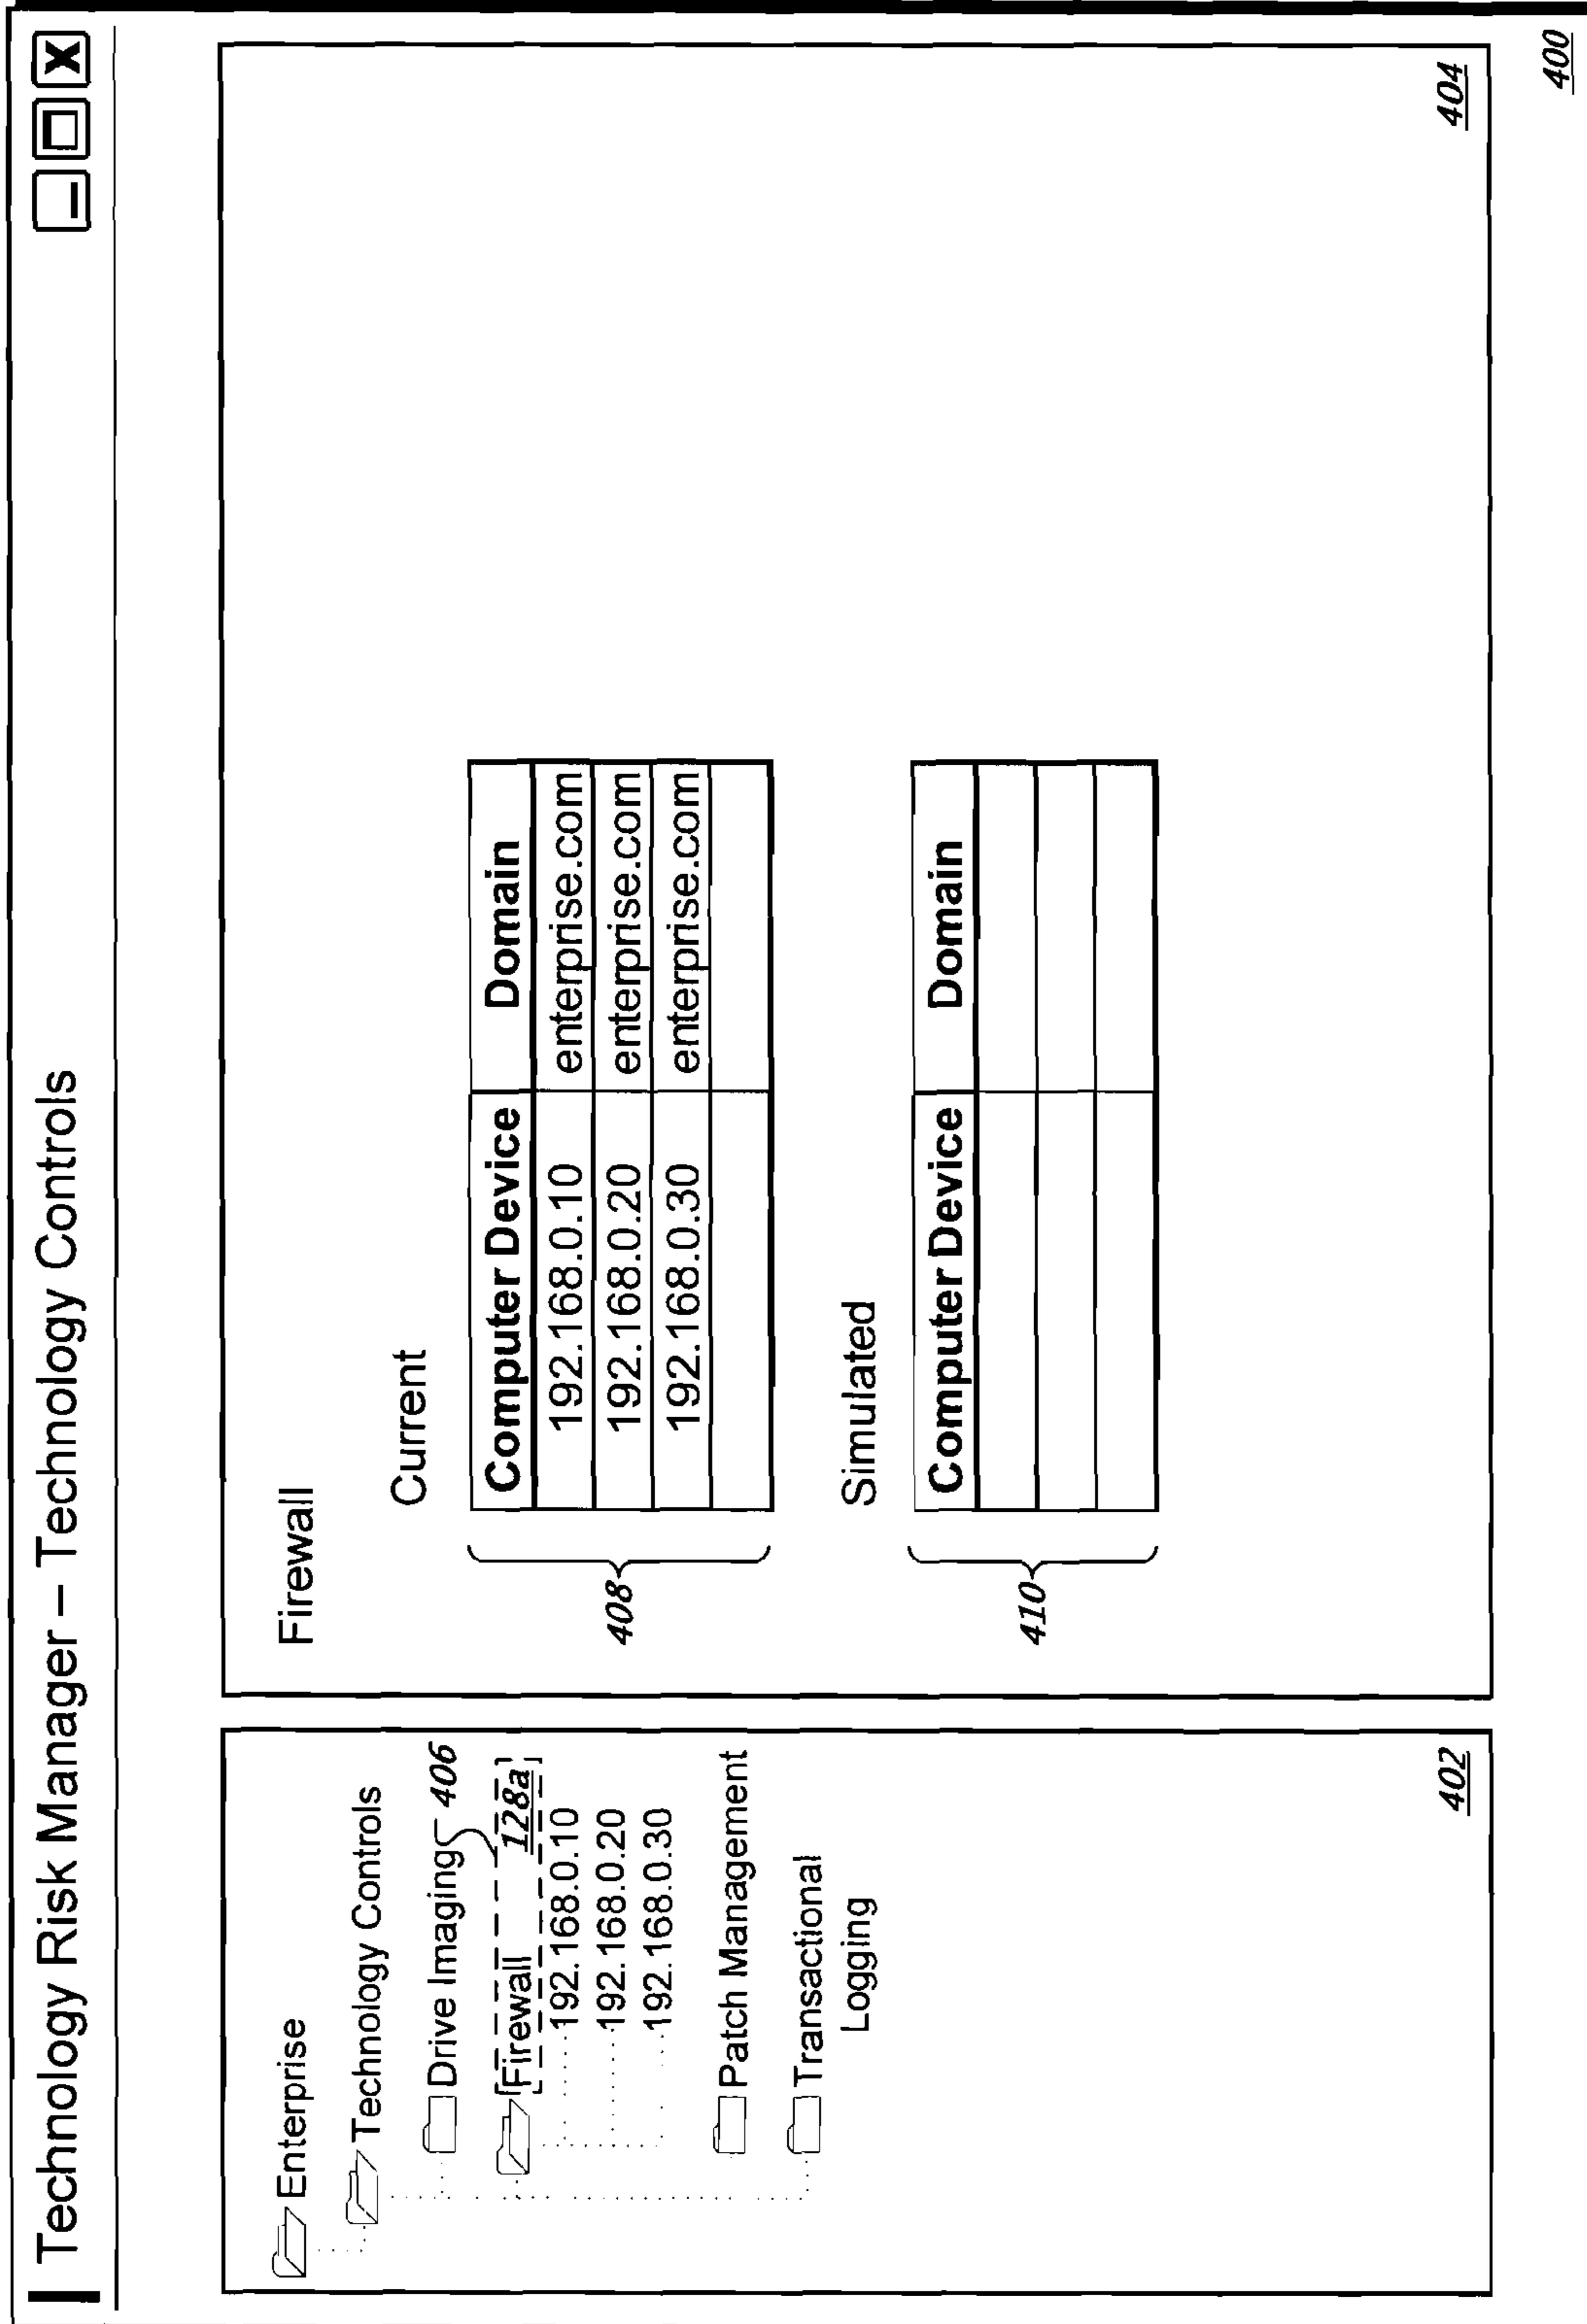 Technology Risk Manager – Technology Controls
X
Enterprise
Technology Controls
Drive Imaging
406
Firewall 128a
192.168.0.10
192.168.0.20
192.168.0.30
Patch Management
Transactional
Logging
402
Firewall
Current
Computer Device Domain
192.168.0.10 enterprise.com
192.168.0.20 enterprise.com
192.168.0.30 enterprise.com
408
Simulated
Computer Device Domain
410
404
400